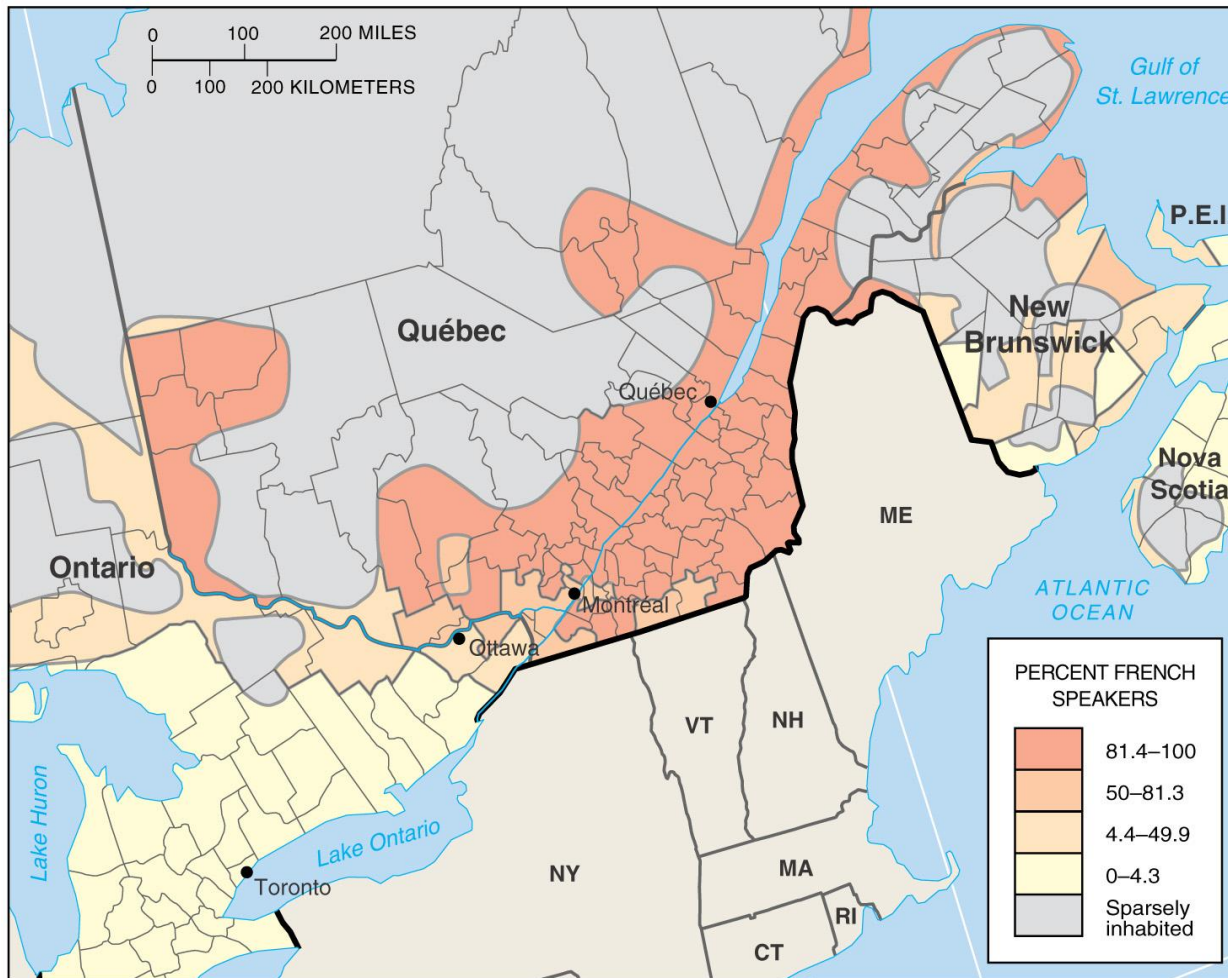 0 100 200 MILES
0 100 200 KILOMETERS
Gulf of
St. Lawrence
P.E.I
Québec
New
Brunswick
Québec
Nova
Scotia
ME
Ontario
ATLANTIC
OCEAN
Montréal
Ottawa
VT
NH
Lake Huron
Lake Ontario
Toronto
NY
MA
RI
CT
PERCENT FRENCH
SPEAKERS
81.4–100
50–81.3
4.4–49.9
0–4.3
Sparsely
inhabited